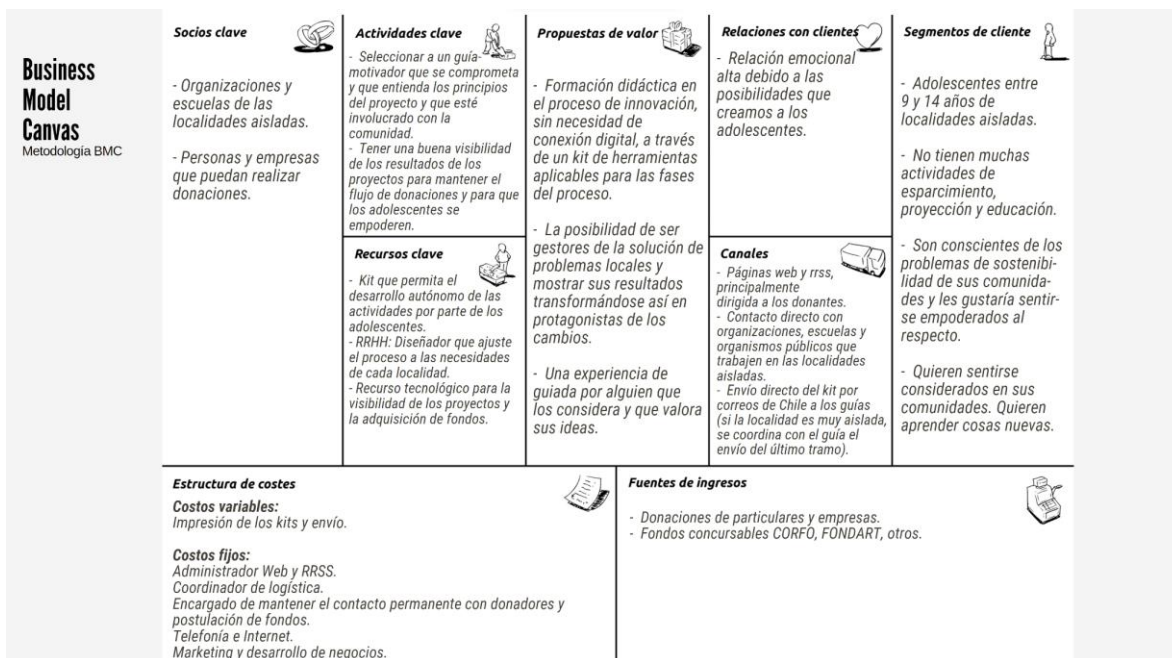 Business
Model
Canvas
Metodología BMC
Socios clave
- Organizaciones y
escuelas de las
localidades aisladas.
- Personas y empresas
que puedan realizar
donaciones.
Actividades clave
- Seleccionar a un guía-
motivador que se comprometa
y que entienda los principios
del proyecto y que esté
involucrado con la
comunidad.
- Tener una buena visibilidad
de los resultados de los
proyectos para mantener el
flujo de donaciones y para que
los adolescentes se
empoderen.
Recursos clave
- Kit que permita el
desarrollo autónomo de las
actividades por parte de los
adolescentes.
- RRHH: Diseñador que ajuste
el proceso a las necesidades
de cada localidad.
- Recurso tecnológico para la
visibilidad de los proyectos y
la adquisición de fondos.
Propuestas de valor
- Formación didáctica en
el proceso de innovación,
sin necesidad de
conexión digital, a través
de un kit de herramientas
aplicables para las fases
del proceso.
- La posibilidad de ser
gestores de la solución de
problemas locales y
mostrar sus resultados
transformándose así en
protagonistas de los
cambios.
- Una experiencia de
guiada por alguien que
los considera y que valora
sus ideas.
Relaciones con clientes
- Relación emocional
alta debido a las
posibilidades que
creamos a los
adolescentes.
Canales
- Páginas web y rrss,
principalmente
dirigida a los donantes.
- Contacto directo con
organizaciones, escuelas y
organismos públicos que
trabajen en las localidades
aisladas.
- Envío directo del kit por
correos de Chile a los guías
(si la localidad es muy aislada,
se coordina con el guía el
envío del último tramo).
Segmentos de cliente
- Adolescentes entre
9 y 14 años de
localidades aisladas.
- No tienen muchas
actividades de
esparcimiento,
proyección y educación.
- Son conscientes de los
problemas de sostenibi-
lidad de sus comunida-
des y les gustaría sentir-
se empoderados al
respecto.
- Quieren sentirse
considerados en sus
comunidades. Quieren
aprender cosas nuevas.
Estructura de costes
Costos variables:
Impresión de los kits y envío.
Costos fijos:
Administrador Web y RRSS.
Coordinador de logística.
Encargado de mantener el contacto permanente con donadores y
postulación de fondos.
Telefonía e Internet.
Marketing y desarrollo de negocios.
Fuentes de ingresos
- Donaciones de particulares y empresas.
- Fondos concursables CORFO, FONDART, otros.